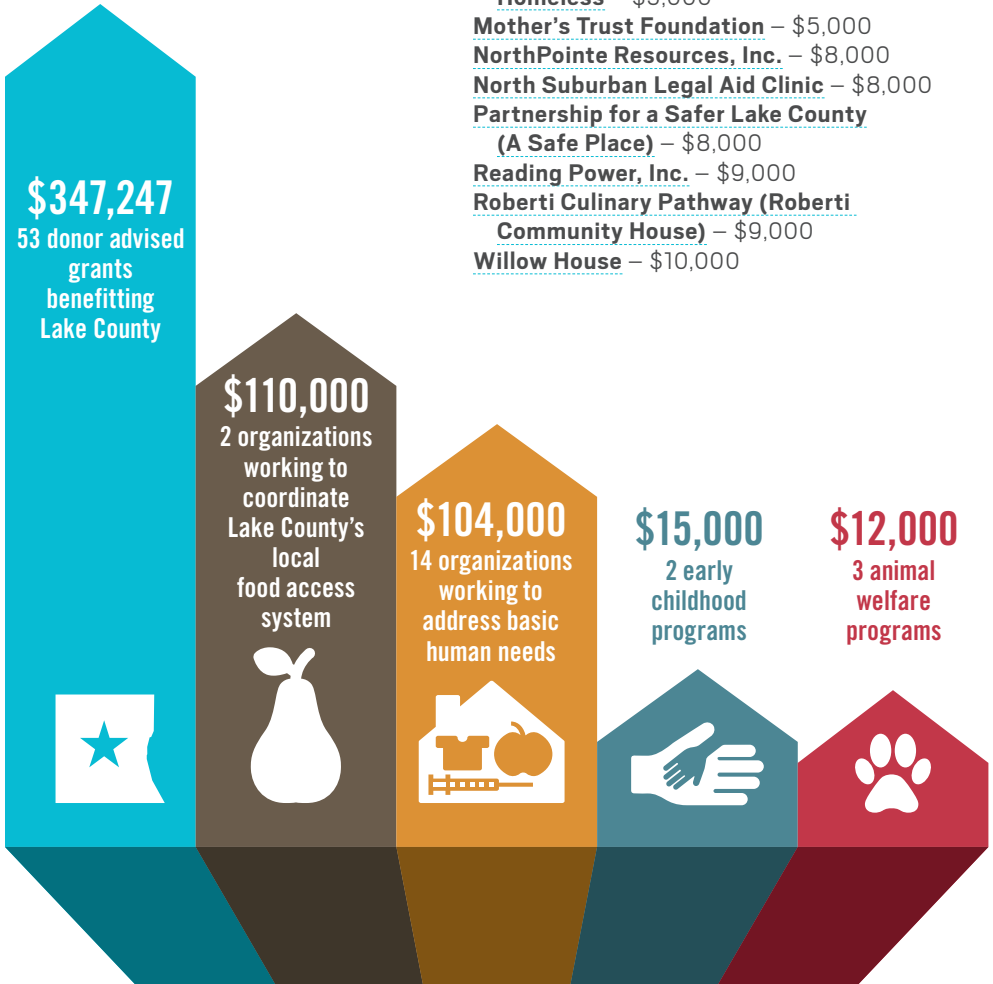 Homeless – $5,000
Mother's Trust Foundation – $5,000
NorthPointe Resources, Inc. – $8,000
North Suburban Legal Aid Clinic – $8,000
Partnership for a Safer Lake County
(A Safe Place) – $8,000
Reading Power, Inc. – $9,000
Roberti Culinary Pathway (Roberti
Community House) – $9,000
Willow House – $10,000
$347,247
53 donor advised
grants
benefitting
Lake County
$110,000
2 organizations
working to
coordinate
Lake County’s
local
food access
system
$104,000
14 organizations
working to
address basic
human needs
$15,000
2 early
childhood
programs
$12,000
3 animal
welfare
programs